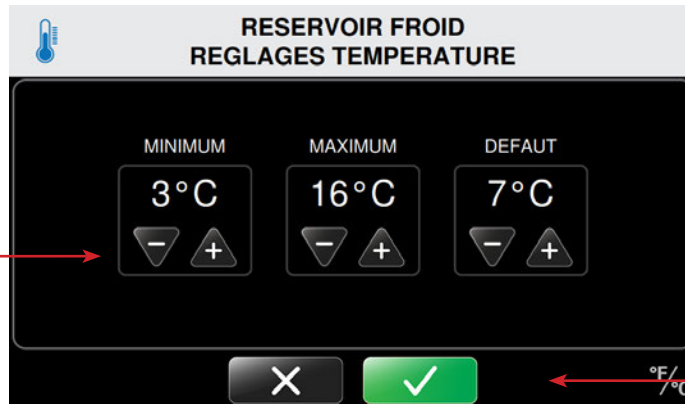 RESERVOIR FROID
REGLAGES TEMPERATURE
MINIMUM MAXIMUM DEFAUT
3°C 16°C 7°C
- + - + - +
°F/
/°C